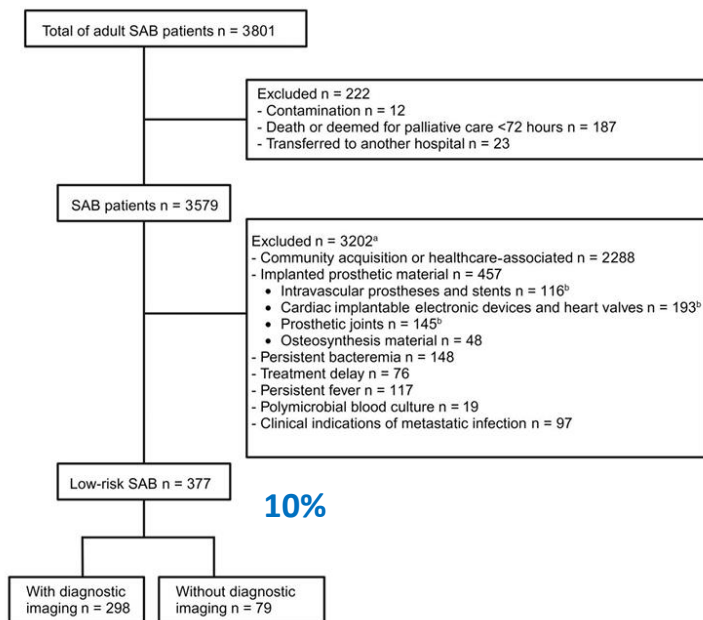 Total of adult SAB patients n = 3801
Excluded n = 222
- Contamination n = 12
- Death or deemed for palliative care <72 hours n = 187
- Transferred to another hospital n = 23
SAB patients n = 3579
Excluded n = 3202ª
- Community acquisition or healthcare-associated n = 2288
- Implanted prosthetic material n = 457
• Intravascular prostheses and stents n = 116ᵇ
• Cardiac implantable electronic devices and heart valves n = 193ᵇ
• Prosthetic joints n = 145ᵇ
• Osteosynthesis material n = 48
- Persistent bacteremia n = 148
- Treatment delay n = 76
- Persistent fever n = 117
- Polymicrobial blood culture n = 19
- Clinical indications of metastatic infection n = 97
Low-risk SAB n = 377
10%
With diagnostic
imaging n = 298
Without diagnostic
imaging n = 79